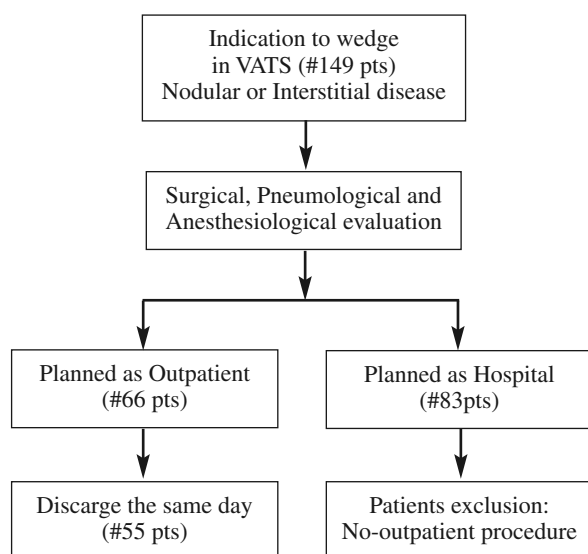 Indication to wedge
in VATS (#149 pts)
Nodular or Interstitial disease
Surgical, Pneumological and
Anesthesiological evaluation
Planned as Outpatient
(#66 pts)
Planned as Hospital
(#83pts)
Discarge the same day
(#55 pts)
Patients exclusion:
No-outpatient procedure